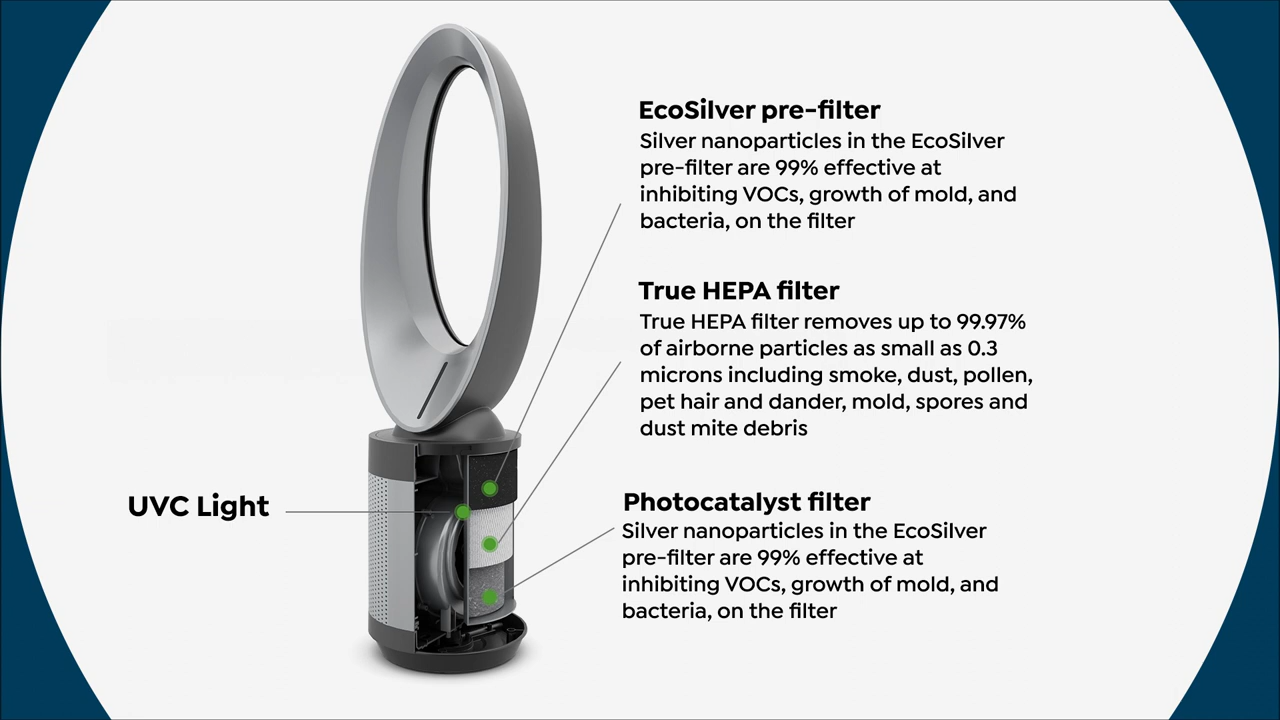 EcoSilver pre-filter
Silver nanoparticles in the EcoSilver
pre-filter are 99% effective at
inhibiting VOCs, growth of mold, and
bacteria, on the filter
True HEPA filter
True HEPA filter removes up to 99.97%
of airborne particles as small as 0.3
microns including smoke, dust, pollen,
pet hair and dander, mold, spores and
dust mite debris
UVC Light
Photocatalyst filter
Silver nanoparticles in the EcoSilver
pre-filter are 99% effective at
inhibiting VOCs, growth of mold, and
bacteria, on the filter